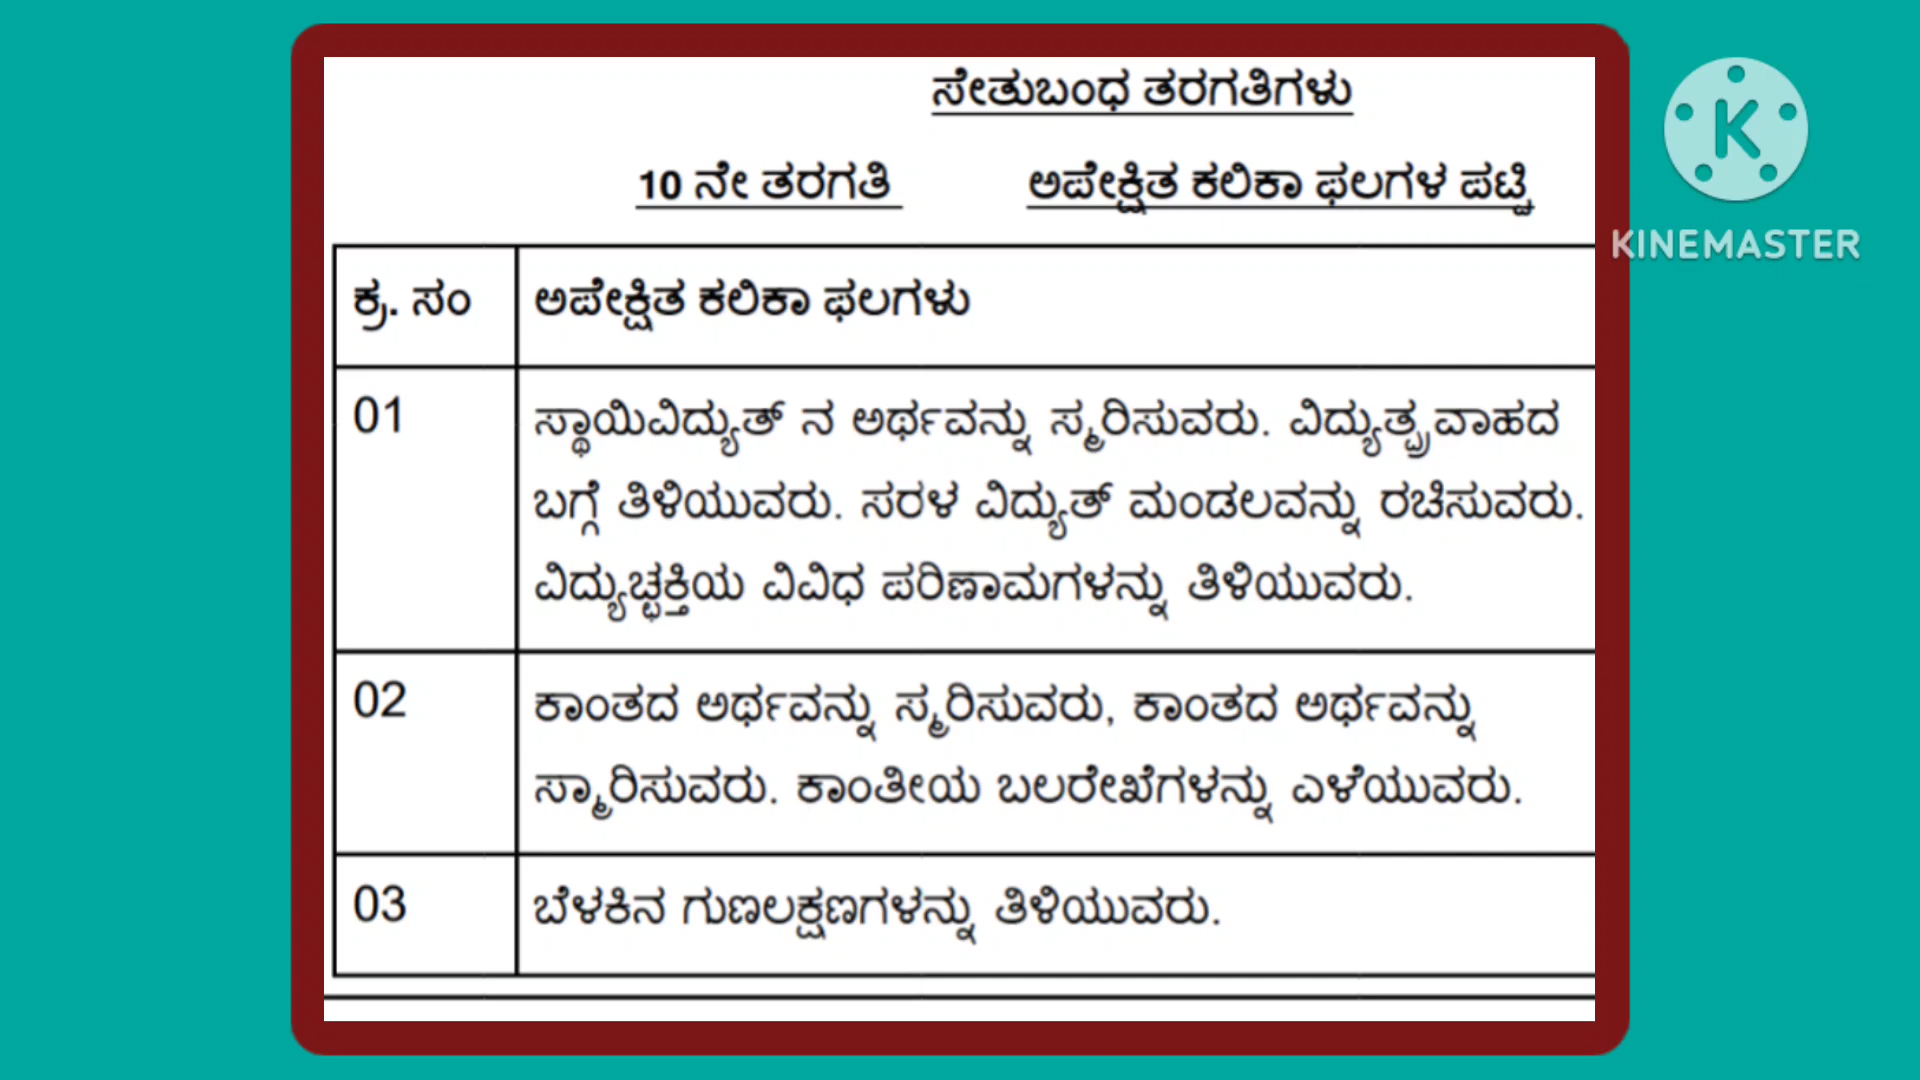 ಸೇತುಬಂಧ ತರಗತಿಗಳು
10 ನೇ ತರಗತಿ ಅಪೇಕ್ಷಿತ ಕಲಿಕಾ ಫಲಗಳ ಪಟ್ಟಿ
K
KINEMASTER
ಕ್ರ. ಸಂ ಅಪೇಕ್ಷಿತ ಕಲಿಕಾ ಫಲಗಳು
01 ಸ್ಥಾಯಿವಿದ್ಯುತ್ ನ ಅರ್ಥವನ್ನು ಸ್ಮರಿಸುವರು. ವಿದ್ಯುತ್ಪ್ರವಾಹದ
ಬಗ್ಗೆ ತಿಳಿಯುವರು. ಸರಳ ವಿದ್ಯುತ್ ಮಂಡಲವನ್ನು ರಚಿಸುವರು.
ವಿದ್ಯುಚ್ಛಕ್ತಿಯ ವಿವಿಧ ಪರಿಣಾಮಗಳನ್ನು ತಿಳಿಯುವರು.
02 ಕಾಂತದ ಅರ್ಥವನ್ನು ಸ್ಮರಿಸುವರು, ಕಾಂತದ ಅರ್ಥವನ್ನು
ಸ್ಮಾರಿಸುವರು. ಕಾಂತೀಯ ಬಲರೇಖೆಗಳನ್ನು ಎಳೆಯುವರು.
03 ಬೆಳಕಿನ ಗುಣಲಕ್ಷಣಗಳನ್ನು ತಿಳಿಯುವರು.